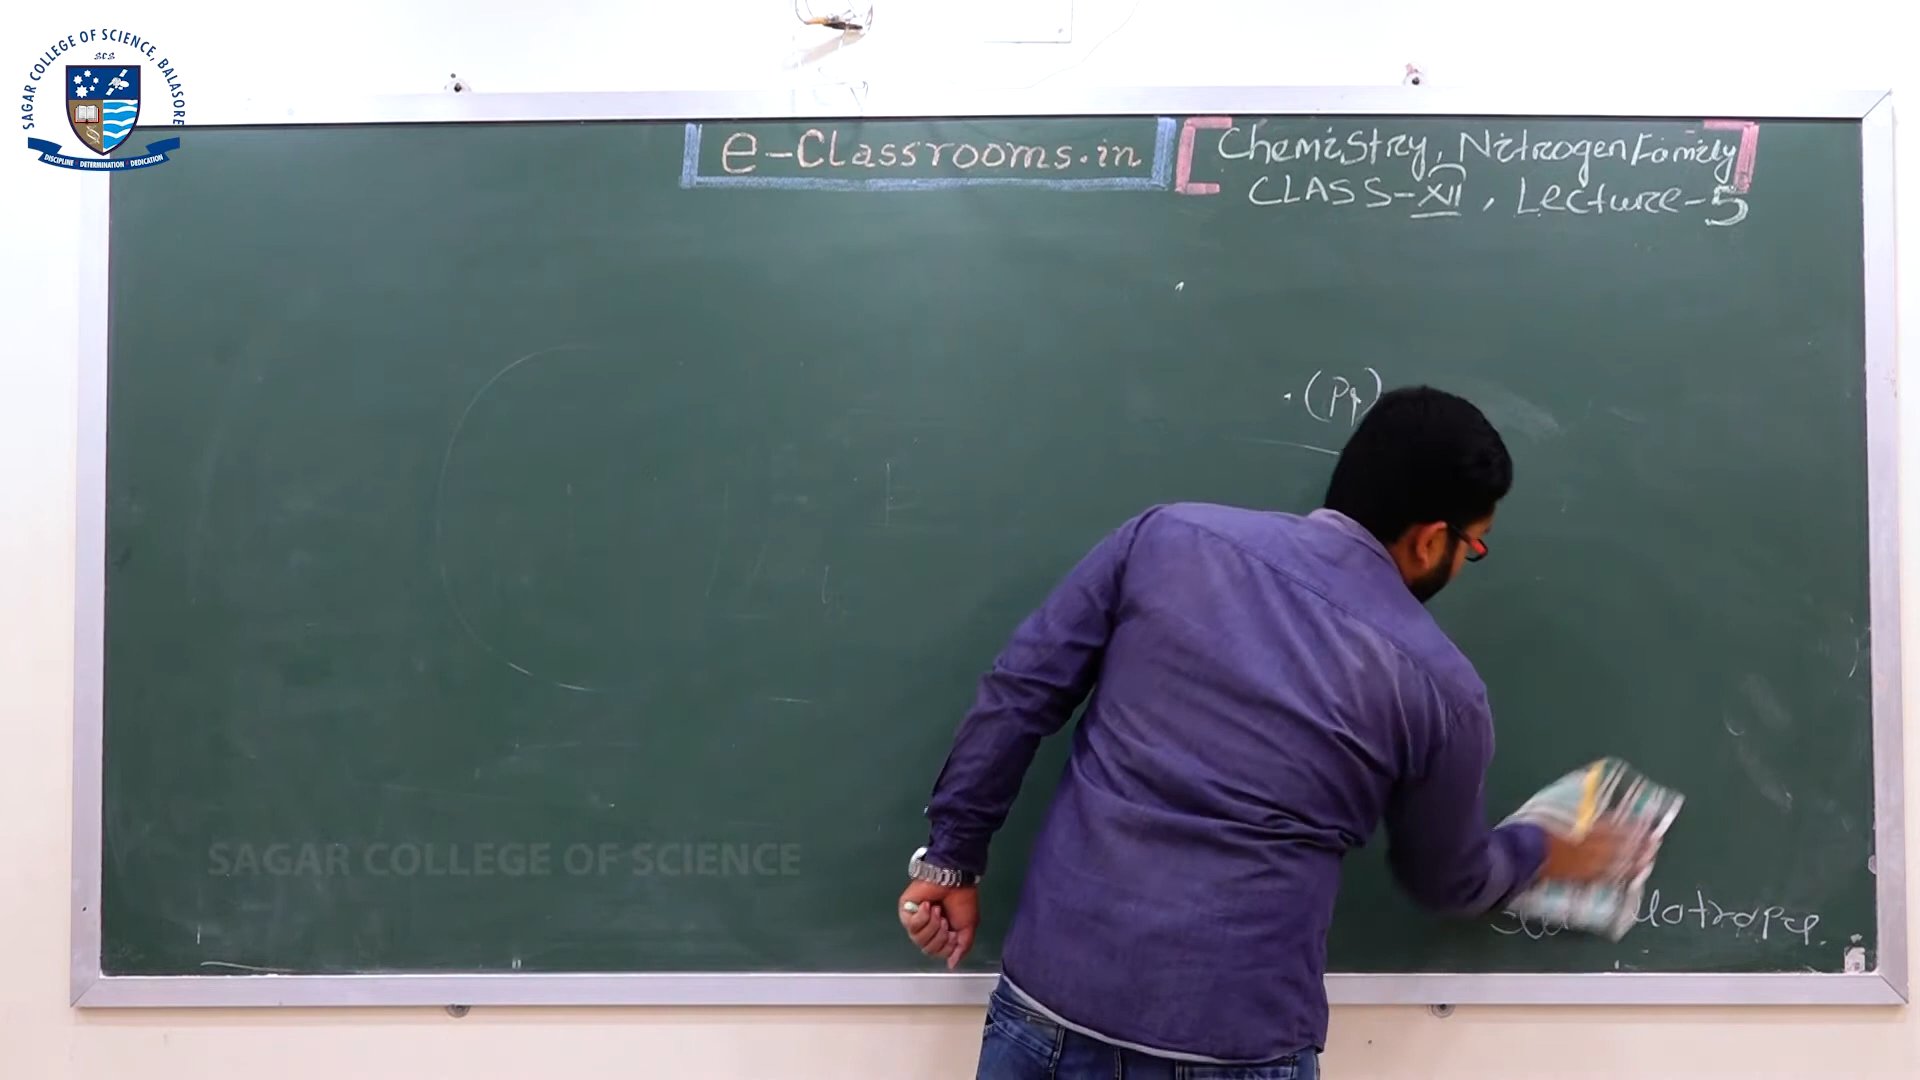 SAGAR COLLEGE OF SCIENCE, BALASORE
SCS
DISCIPLINE DETERMINATION DEDICATION
e-Classrooms.in
Chemistry, Nitrogen Family
CLASS-XII, Lecture-5
SAGAR COLLEGE OF SCIENCE